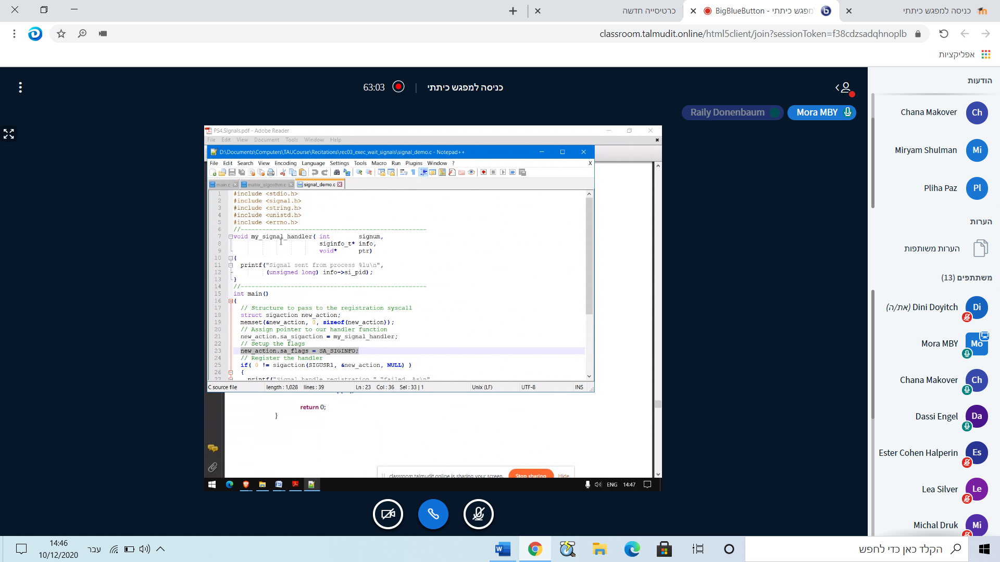 כניסה למפגש כיתתי
BigBlueButton - מפגש כיתתי
כרטיסייה חדשה
classroom.talmudit.online/html5client/join?sessionToken=f38cdzsadqhnoplb
אפליקציות
63:03
כניסה למפגש כיתתי
Raily Donenbaum
Mora MBY
PS4,Signals.pdf - Adobe Reader
File Edit View Document Tools Window Help
D:\Documents\Computers\TAUCourse\Recitations\rec03_exec_wait_signals\signal_demo.c - Notepad++
File Edit Search View Encoding Language Settings Tools Macro Run Plugins Window ? X
main.c matrix_algorithm.c signal_demo.c
1 #include <stdio.h>
2 #include <signal.h>
3 #include <string.h>
4 #include <unistd.h>
5 #include <errno.h>
6 //----------------------------------------------------
7 void my_signal_handler( int signum,
8 siginfo_t* info,
9 void* ptr)
10 {
11 printf("Signal sent from process %lu\n",
12 (unsigned long) info->si_pid);
13 }
14 //----------------------------------------------------
15 int main()
16 {
17 // Structure to pass to the registration syscall
18 struct sigaction new_action;
19 memset(&new_action, 0, sizeof(new_action));
20 // Assign pointer to our handler function
21 new_action.sa_sigaction = my_signal_handler;
22 // Setup the flags
23 new_action.sa_flags = SA_SIGINFO;
24 // Register the handler
25 if( 0 != sigaction(SIGUSR1, &new_action, NULL) )
26 {
27 printf("Signal handle registration " "failed. %s\n"
C source file length : 1,028 lines : 39 Ln : 23 Col : 36 Sel : 33 | 1 Unix (LF) UTF-8 INS
return 0;
}
classroom.talmudit.online is sharing your screen. Stop sharing Hide
ENG 14:47
הודעות
Chana Makover Ch
Miryam Shulman Mi
Pliha Paz Pl
הערות
הערות משותפות
משתתפים (13)
Dini Doyitch (את/ה) Di
Mora MBY Mo
Chana Makover Ch
Dassi Engel Da
Ester Cohen Halperin Es
Lea Silver Le
Michal Druk Mi
הקלד כאן כדי לחפש
עבר
14:46
10/12/2020